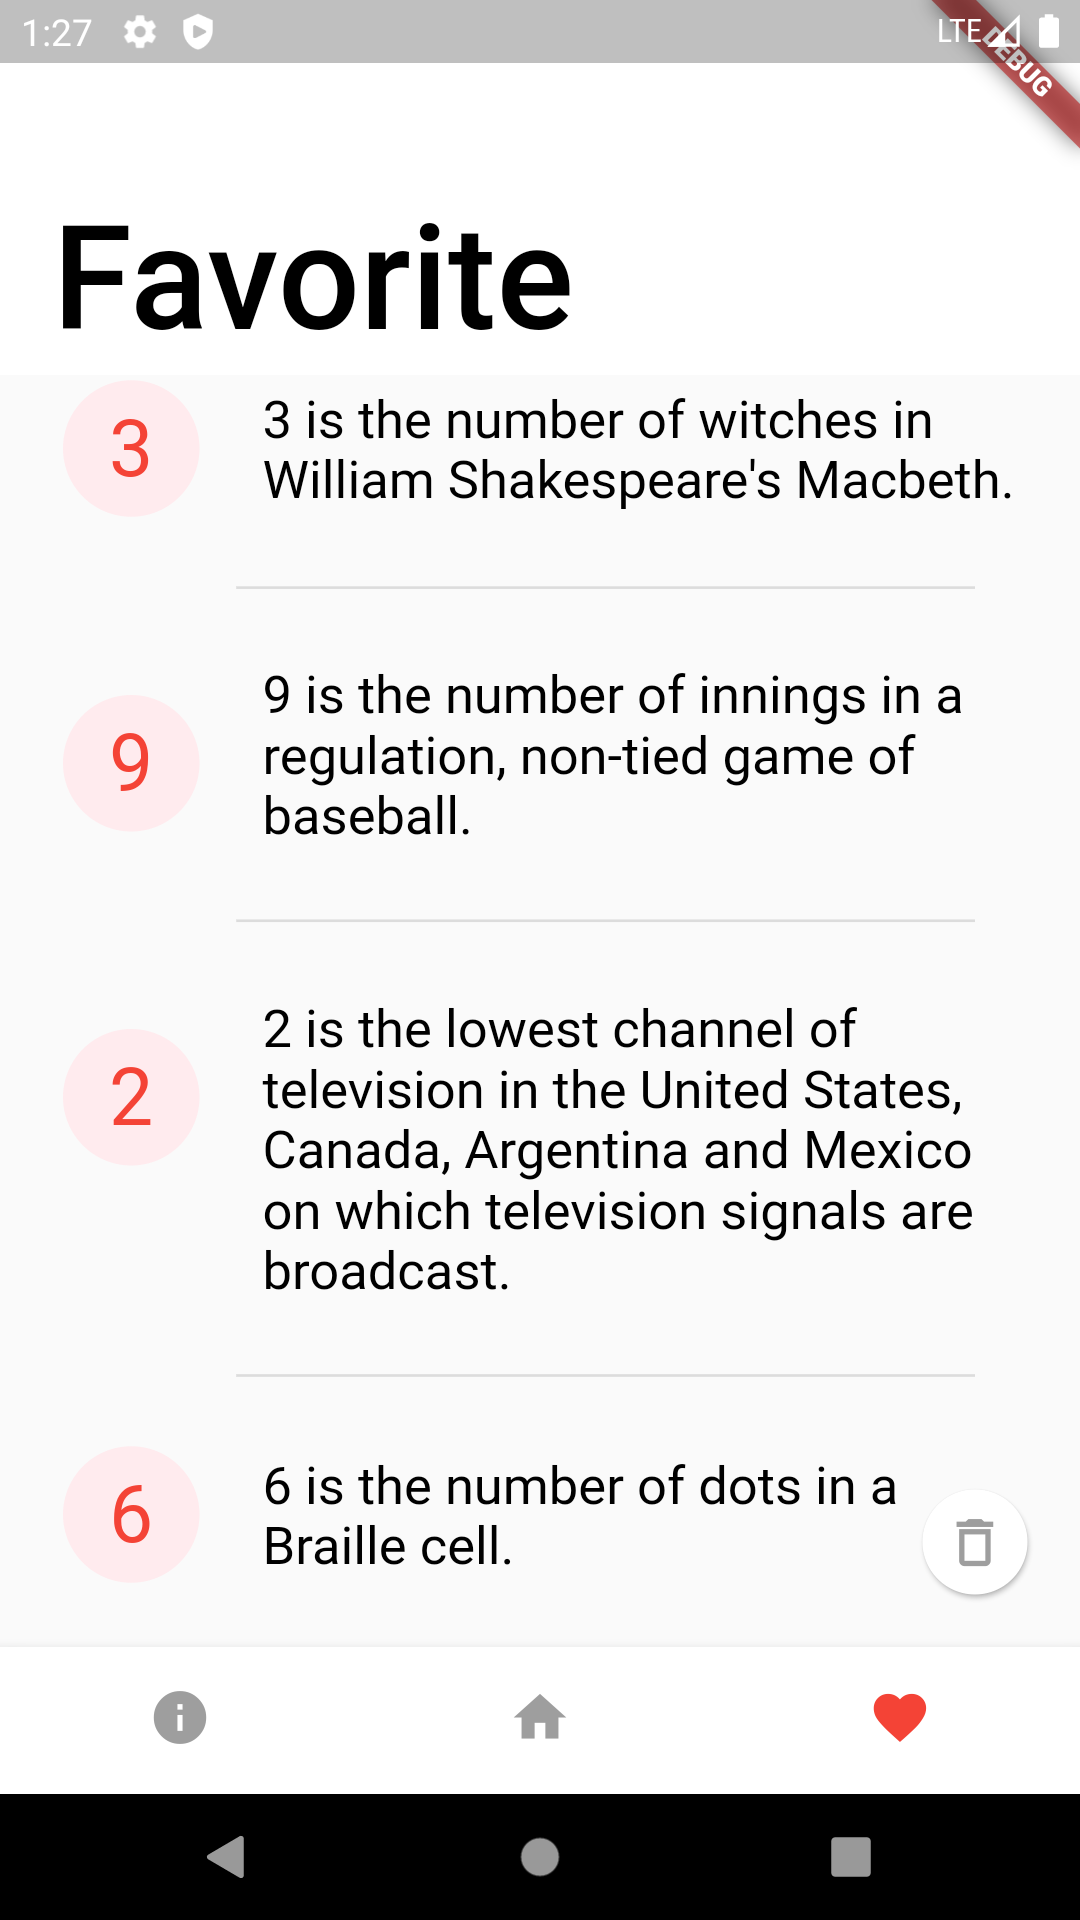 1:27
LTE
DEBUG
Favorite
3
3 is the number of witches in
William Shakespeare's Macbeth.
9
9 is the number of innings in a
regulation, non-tied game of
baseball.
2
2 is the lowest channel of
television in the United States,
Canada, Argentina and Mexico
on which television signals are
broadcast.
6
6 is the number of dots in a
Braille cell.